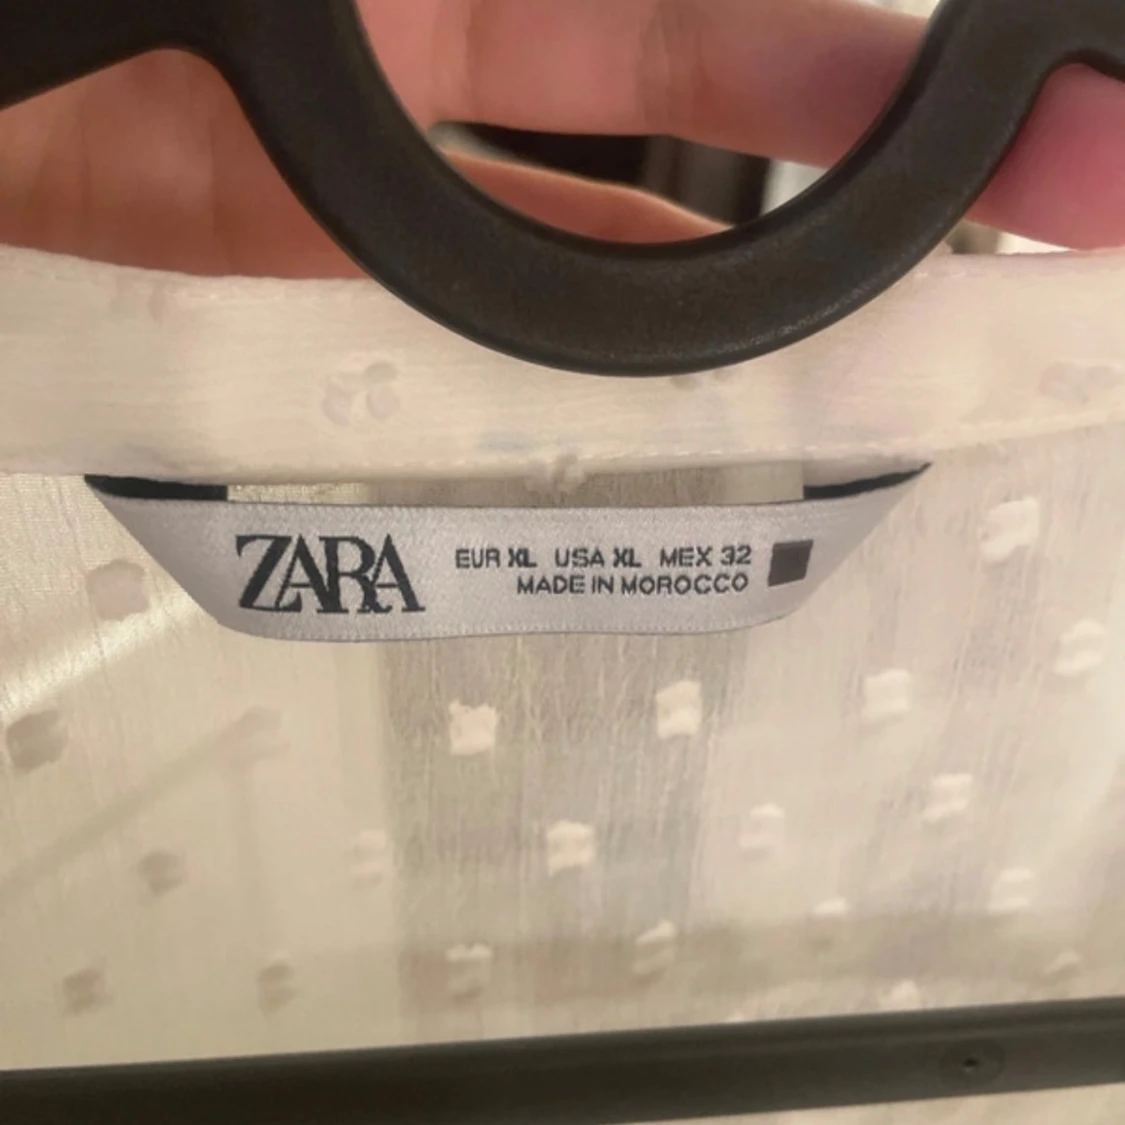 ZARA
EUR XL USA XL MEX 32
MADE IN MOROCCO